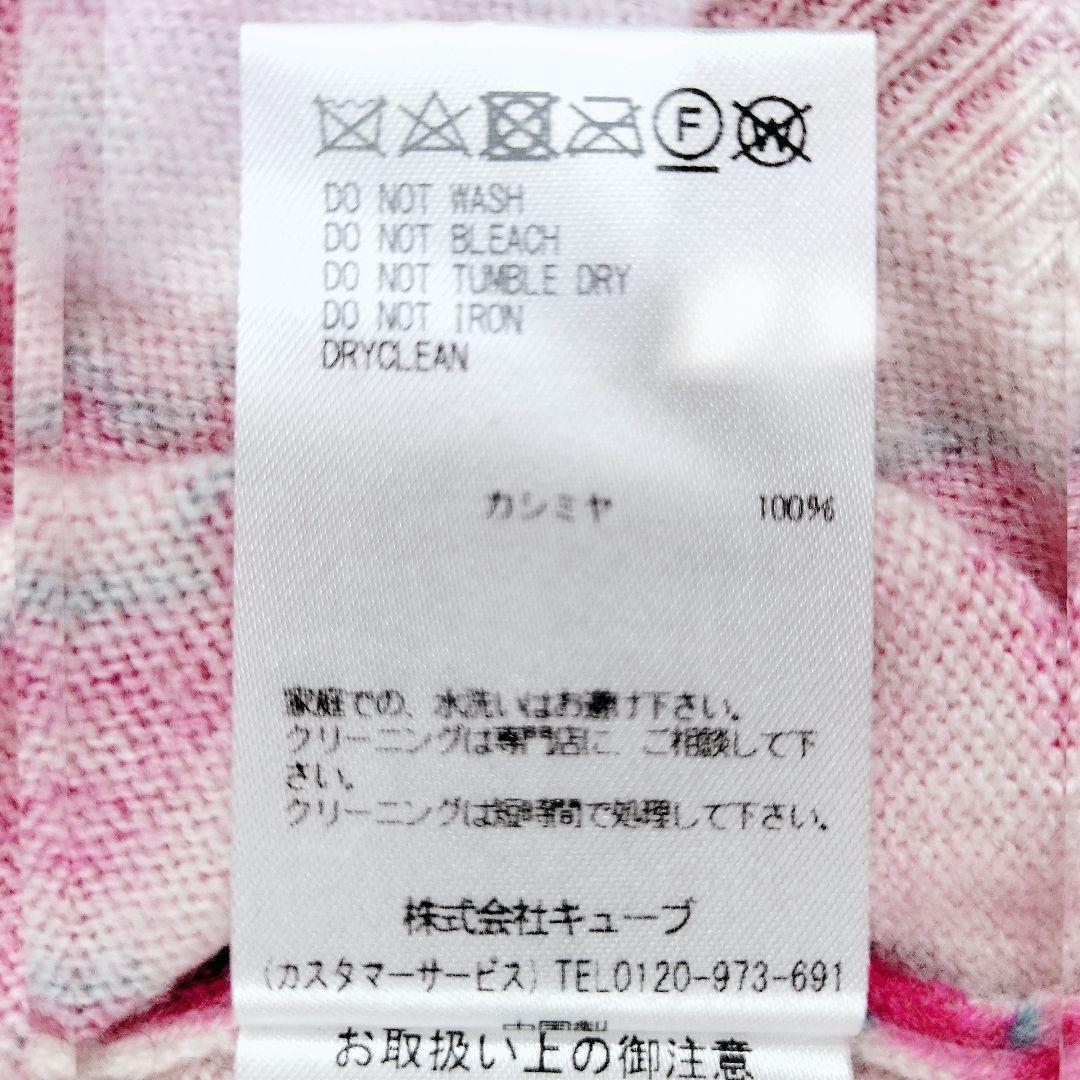 F W
DO NOT WASH
DO NOT BLEACH
DO NOT TUMBLE DRY
DO NOT IRON
DRYCLEAN
カシミヤ 100%
家庭での、水洗いはお避け下さい。
クリーニングは専門店に、ご相談して下
さい。
クリーニングは短時間で処理して下さい。
株式会社キューブ
(カスタマーサービス) TEL0120-973-691
中国製
お取扱い上の御注意